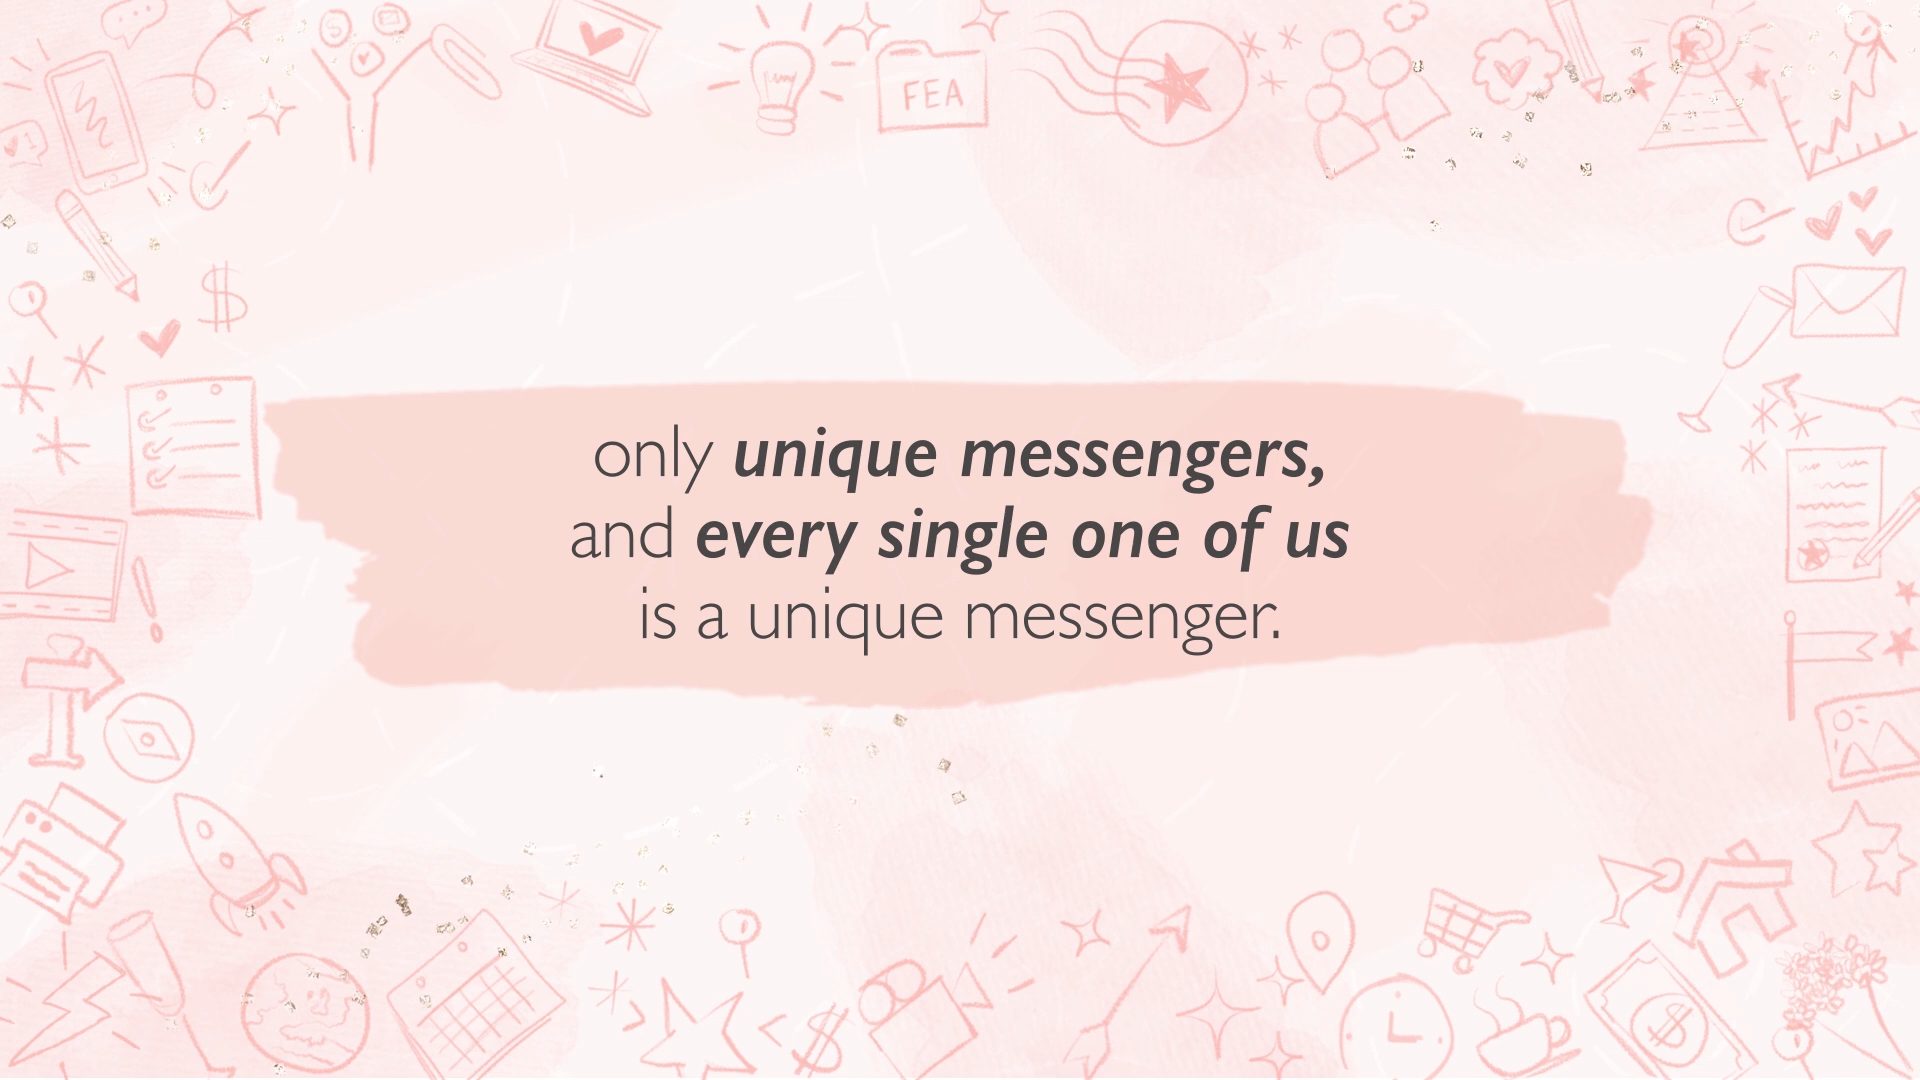 FEA
only unique messengers,
and every single one of us
is a unique messenger.